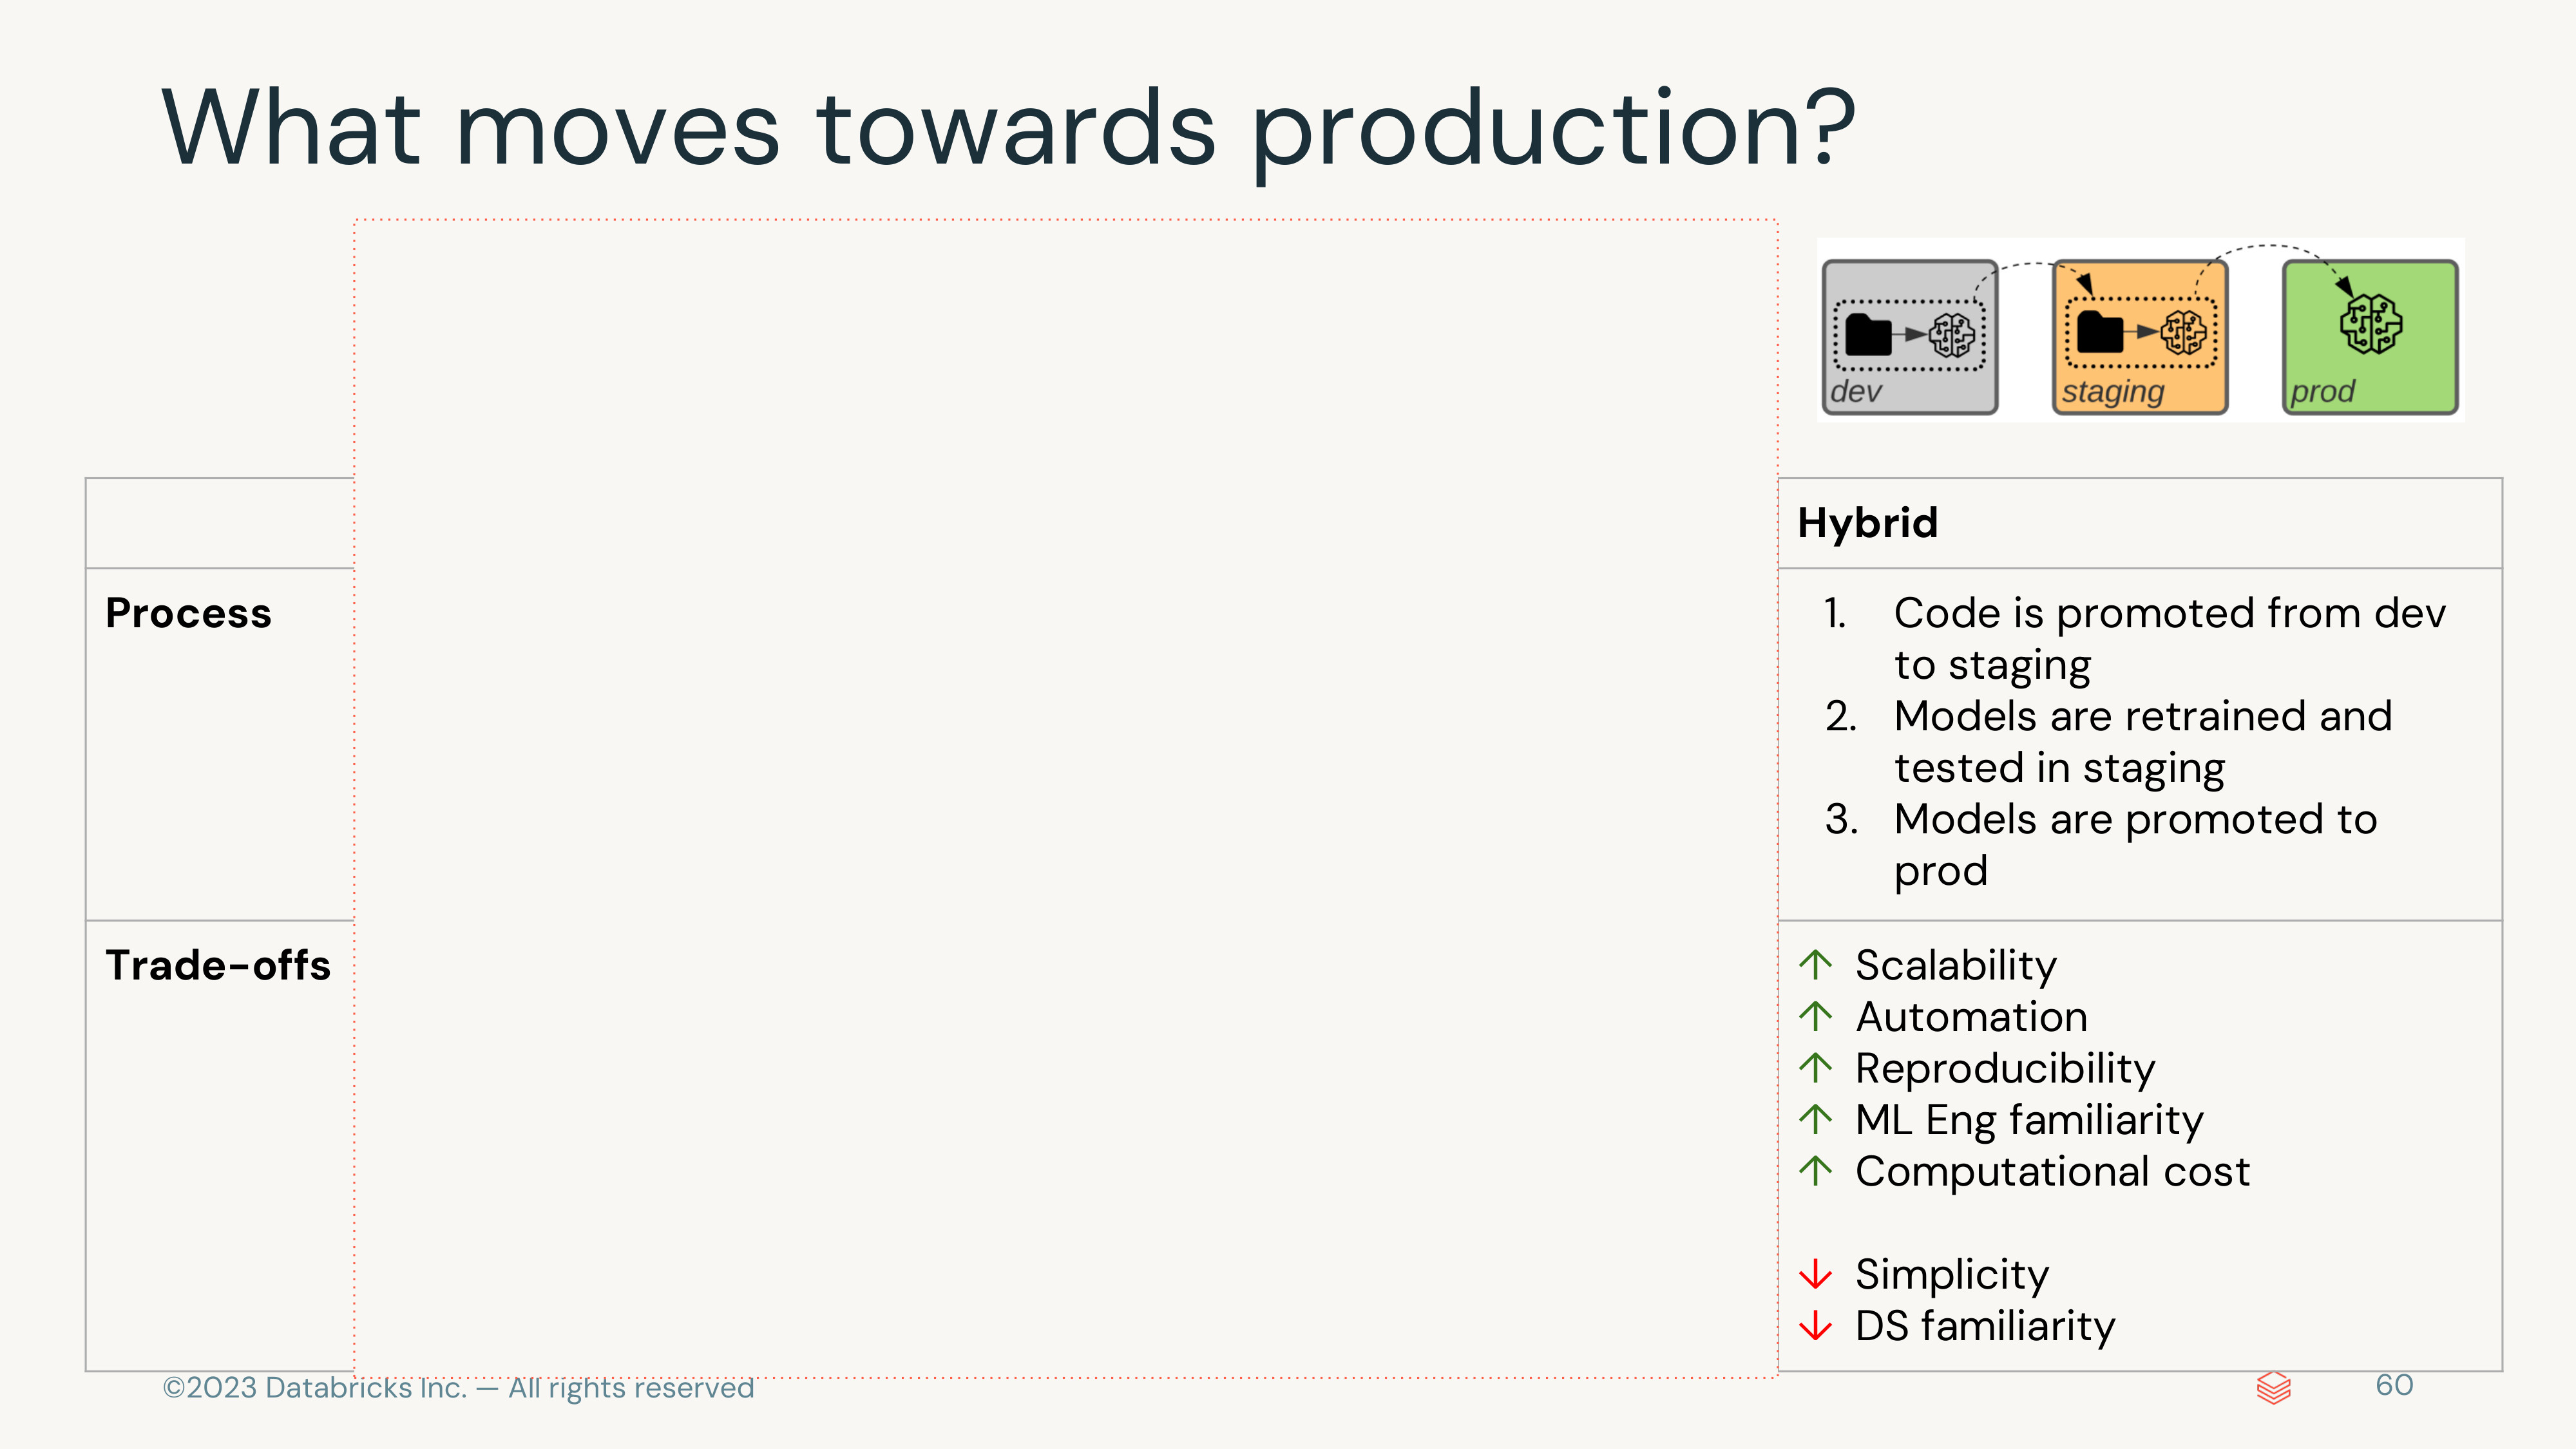 What moves towards production?
dev
staging
prod
Hybrid
Process
1. Code is promoted from dev
to staging
2. Models are retrained and
tested in staging
3. Models are promoted to
prod
Trade-offs
↑ Scalability
↑ Automation
↑ Reproducibility
↑ ML Eng familiarity
↑ Computational cost
↓ Simplicity
↓ DS familiarity
©2023 Databricks Inc. — All rights reserved
60